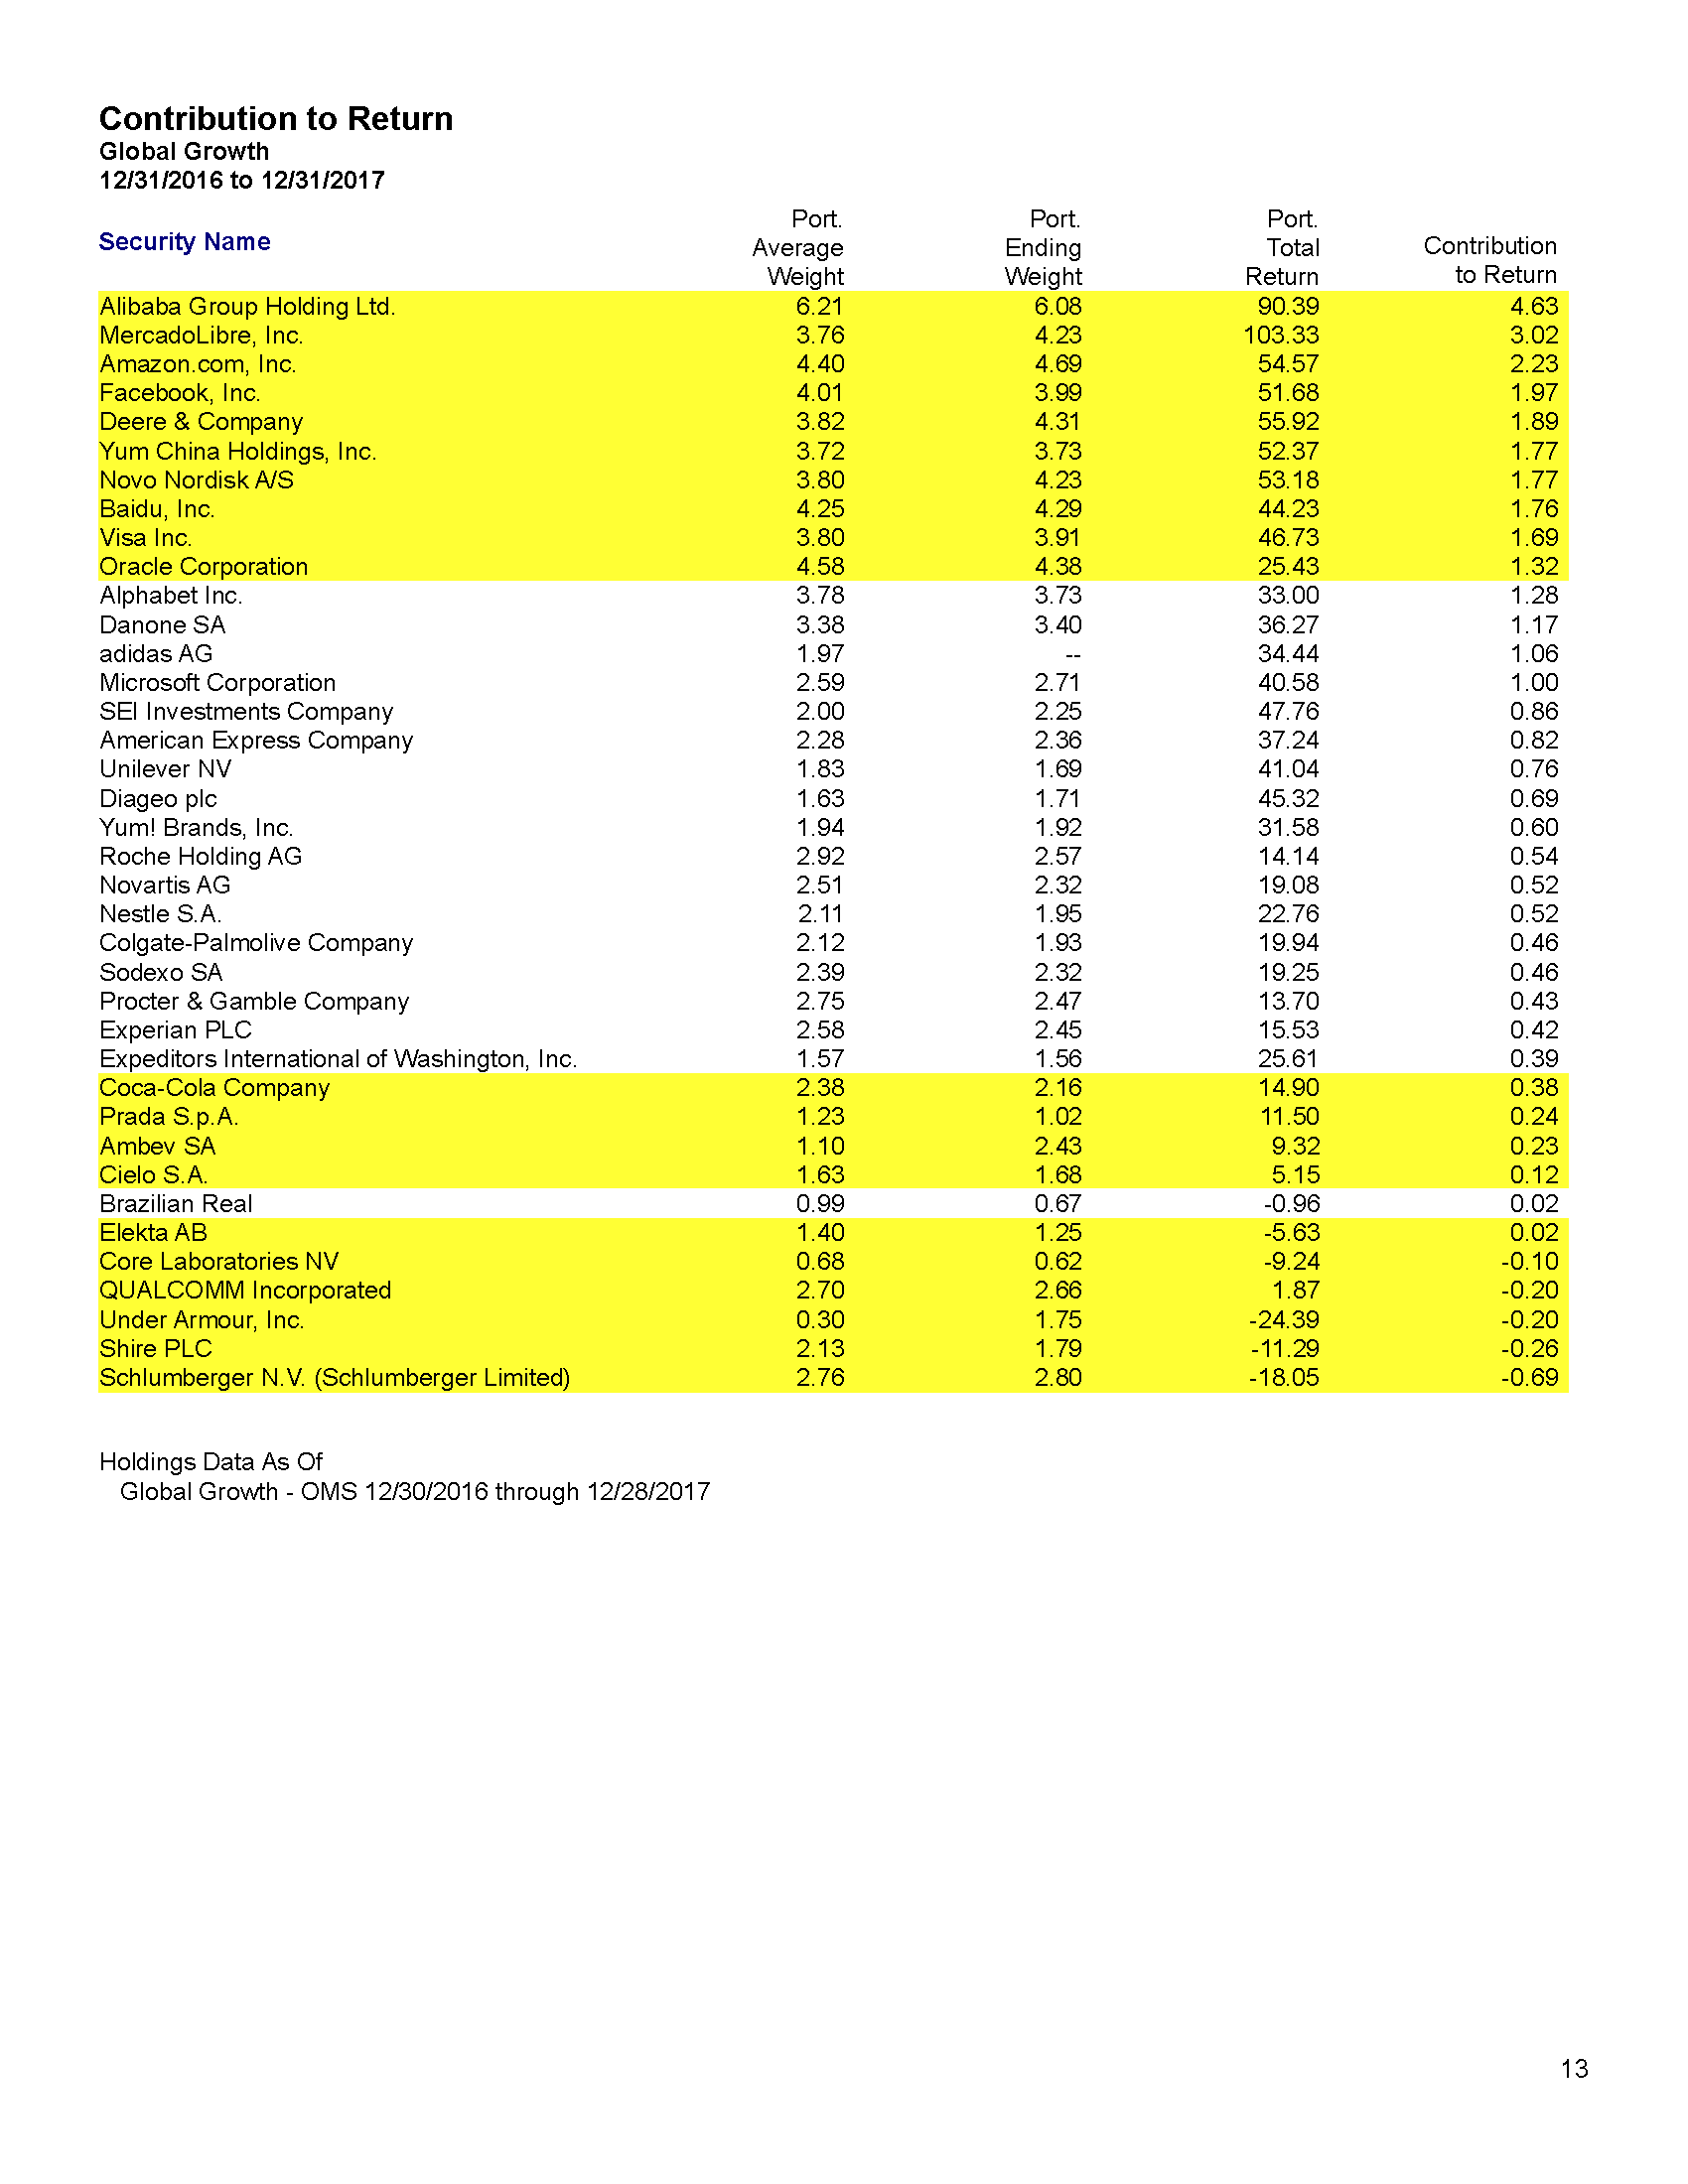 Contribution to Return
Global Growth
12/31/2016 to 12/31/2017
Security Name
Port. Average Weight
Port. Ending Weight
Port. Total Return
Contribution to Return
Alibaba Group Holding Ltd. 6.21 6.08 90.39 4.63
MercadoLibre, Inc. 3.76 4.23 103.33 3.02
Amazon.com, Inc. 4.40 4.69 54.57 2.23
Facebook, Inc. 4.01 3.99 51.68 1.97
Deere & Company 3.82 4.31 55.92 1.89
Yum China Holdings, Inc. 3.72 3.73 52.37 1.77
Novo Nordisk A/S 3.80 4.23 53.18 1.77
Baidu, Inc. 4.25 4.29 44.23 1.76
Visa Inc. 3.80 3.91 46.73 1.69
Oracle Corporation 4.58 4.38 25.43 1.32
Alphabet Inc. 3.78 3.73 33.00 1.28
Danone SA 3.38 3.40 36.27 1.17
adidas AG 1.97 -- 34.44 1.06
Microsoft Corporation 2.59 2.71 40.58 1.00
SEI Investments Company 2.00 2.25 47.76 0.86
American Express Company 2.28 2.36 37.24 0.82
Unilever NV 1.83 1.69 41.04 0.76
Diageo plc 1.63 1.71 45.32 0.69
Yum! Brands, Inc. 1.94 1.92 31.58 0.60
Roche Holding AG 2.92 2.57 14.14 0.54
Novartis AG 2.51 2.32 19.08 0.52
Nestle S.A. 2.11 1.95 22.76 0.52
Colgate-Palmolive Company 2.12 1.93 19.94 0.46
Sodexo SA 2.39 2.32 19.25 0.46
Procter & Gamble Company 2.75 2.47 13.70 0.43
Experian PLC 2.58 2.45 15.53 0.42
Expeditors International of Washington, Inc. 1.57 1.56 25.61 0.39
Coca-Cola Company 2.38 2.16 14.90 0.38
Prada S.p.A. 1.23 1.02 11.50 0.24
Ambev SA 1.10 2.43 9.32 0.23
Cielo S.A. 1.63 1.68 5.15 0.12
Brazilian Real 0.99 0.67 -0.96 0.02
Elekta AB 1.40 1.25 -5.63 0.02
Core Laboratories NV 0.68 0.62 -9.24 -0.10
QUALCOMM Incorporated 2.70 2.66 1.87 -0.20
Under Armour, Inc. 0.30 1.75 -24.39 -0.20
Shire PLC 2.13 1.79 -11.29 -0.26
Schlumberger N.V. (Schlumberger Limited) 2.76 2.80 -18.05 -0.69
Holdings Data As Of
Global Growth - OMS 12/30/2016 through 12/28/2017
13